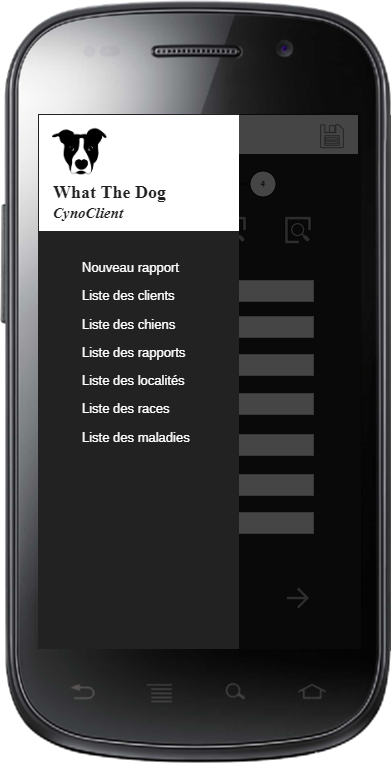 What The Dog
CynoClient
4
Nouveau rapport
Liste des clients
Liste des chiens
Liste des rapports
Liste des localités
Liste des races
Liste des maladies